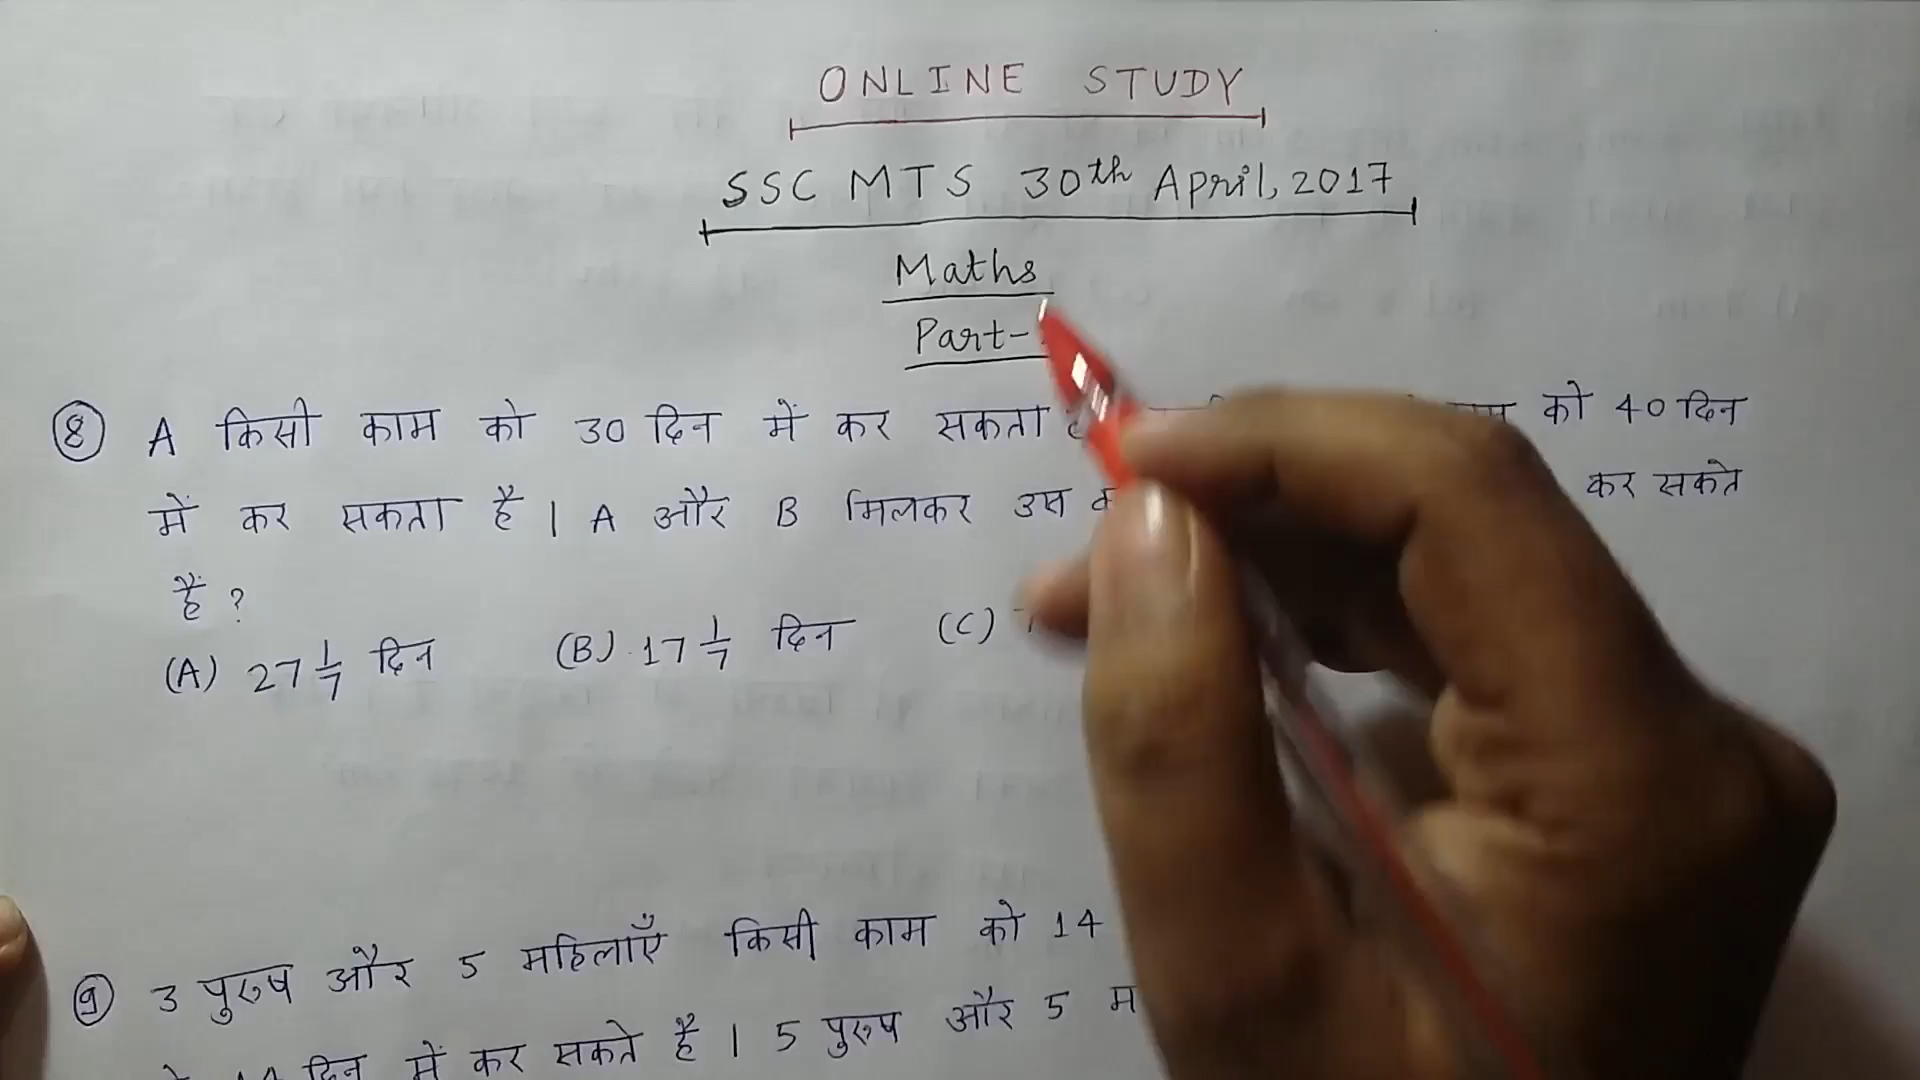 ONLINE STUDY
SSC MTS 30th April, 2017
Maths
Part-
⑧ A किसी काम को 30 दिन में कर सकता को 40 दिन
में कर सकता है | A और B मिलकर उस कर सकते
हैं ?
(A) 27 1/7 दिन (B) 17 1/7 दिन (C)
⑨ 3 पुरुष और 5 महिलाएँ किसी काम को 14
दिन में कर सकते है | 5 पुरुष और 5